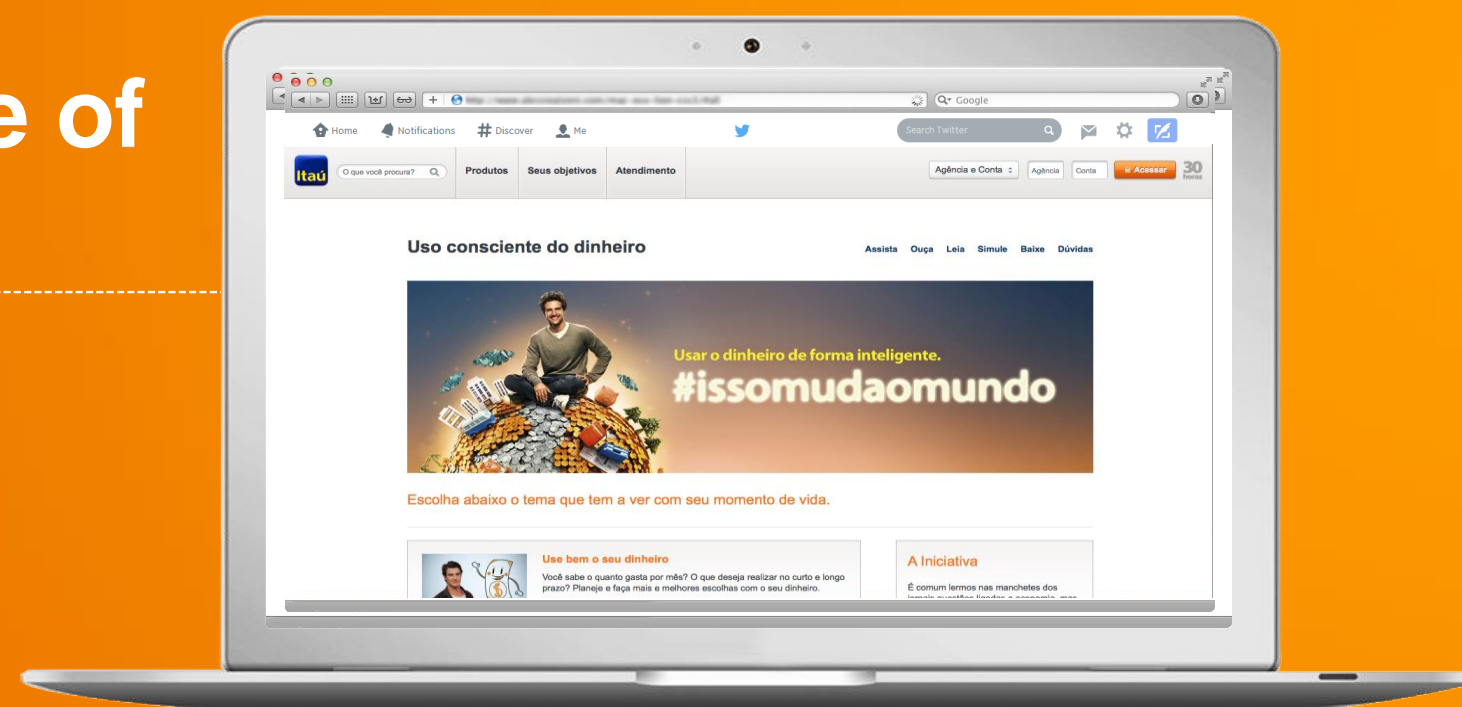 e of
Google
Home Notifications Discover Me
Search Twitter
Itaú O que você procura? Produtos Seus objetivos Atendimento Agência e Conta Agência Conta Acessar 30
horas
Uso consciente do dinheiro
Assista Ouça Leia Simule Baixe Dúvidas
Usar o dinheiro de forma inteligente.
#issomudaomundo
Escolha abaixo o tema que tem a ver com seu momento de vida.
Use bem o seu dinheiro
Você sabe o quanto gasta por mês? O que deseja realizar no curto e longo
prazo? Planeje e faça mais e melhores escolhas com o seu dinheiro.
A Iniciativa
É comum lermos nas manchetes dos